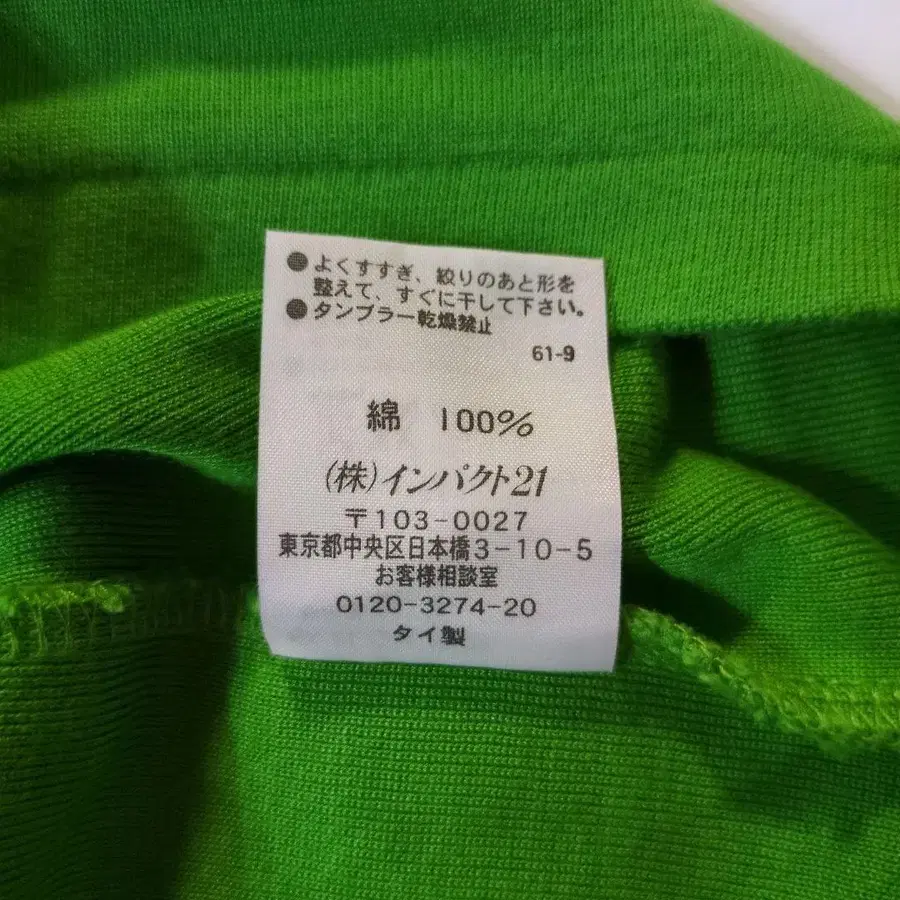 ●よくすすぎ、絞りのあと形を
整えて、すぐに干して下さい。
●タンブラー乾燥禁止
61-9
綿 100%
(株)インパクト21
〒103-0027
東京都中央区日本橋3-10-5
お客様相談室
0120-3274-20
タイ製